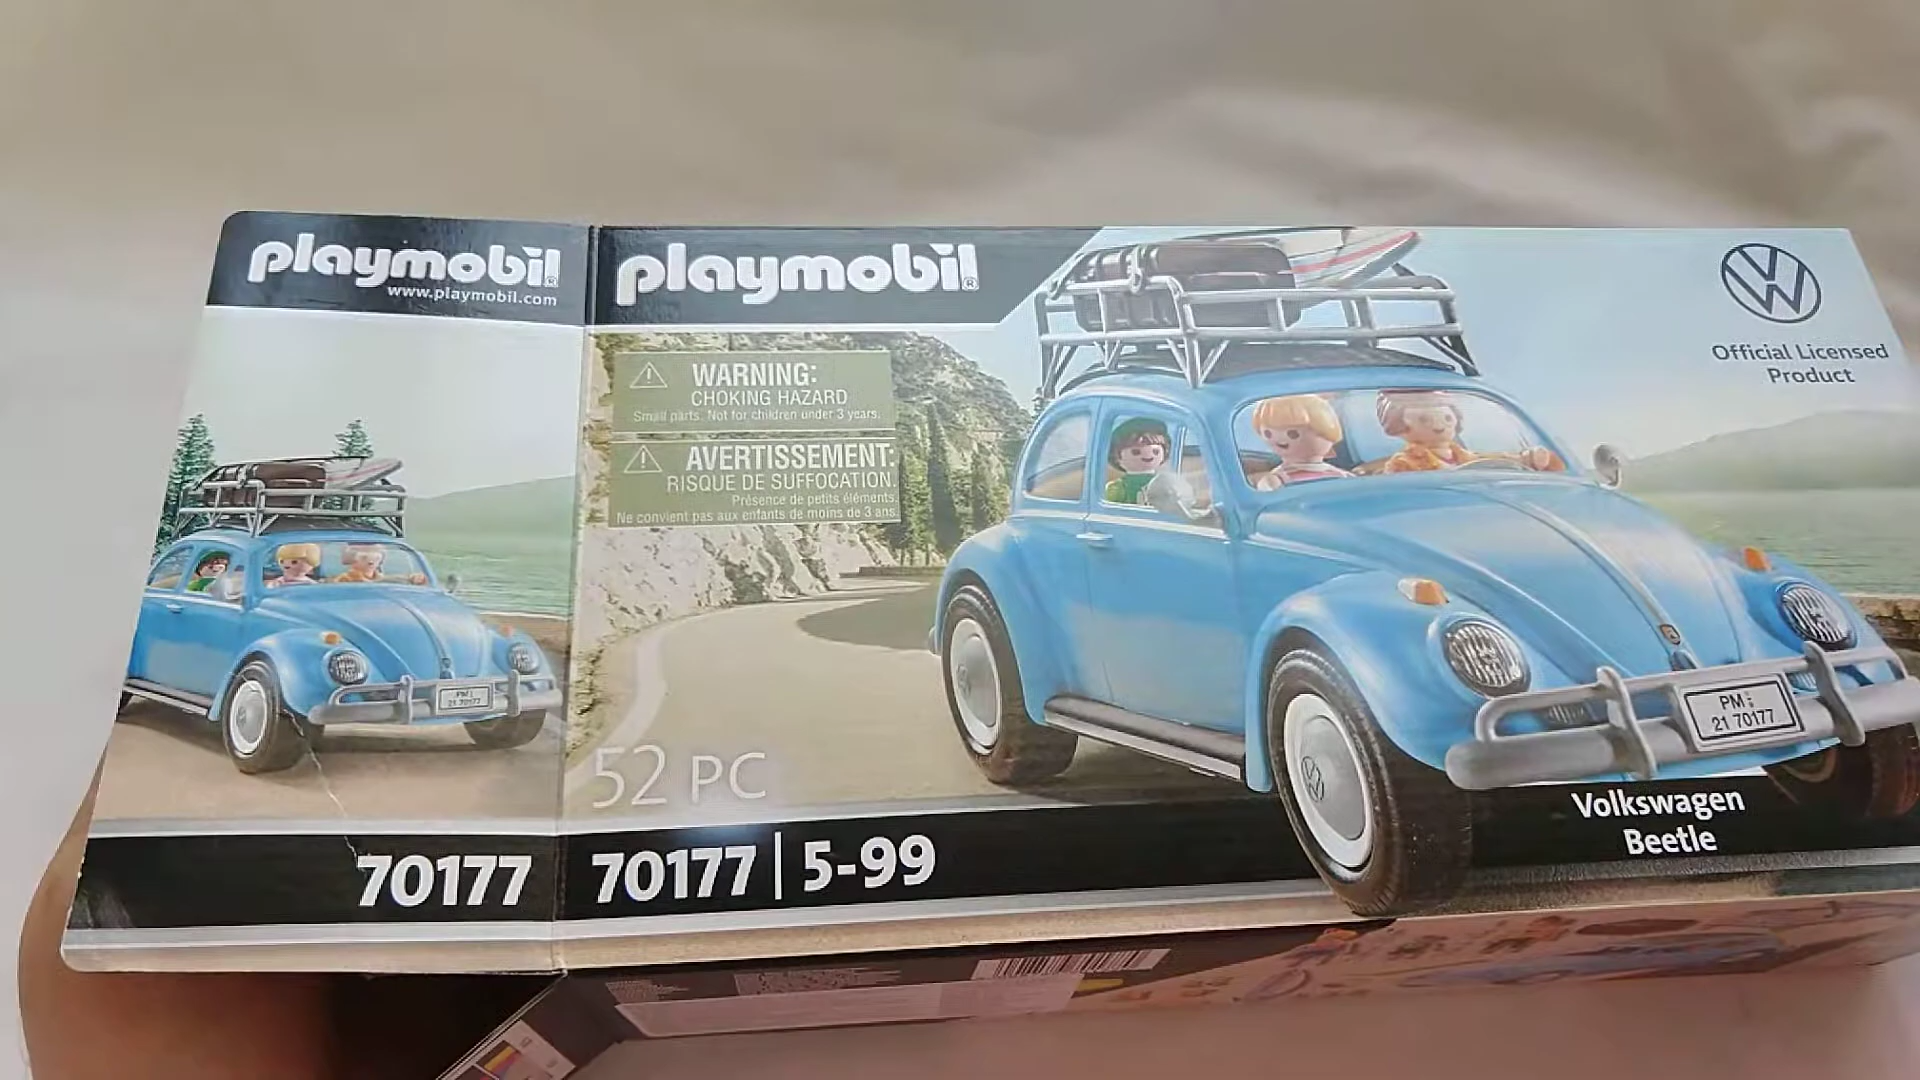 playmobil
www.playmobil.com
PM
21 70177
70177
playmobil
WARNING:
CHOKING HAZARD
Small parts. Not for children under 3 years.
AVERTISSEMENT:
RISQUE DE SUFFOCATION.
Présence de petits éléments.
Ne convient pas aux enfants de moins de 3 ans.
52 PC
70177 | 5-99
Official Licensed
Product
PM
21 70177
Volkswagen
Beetle